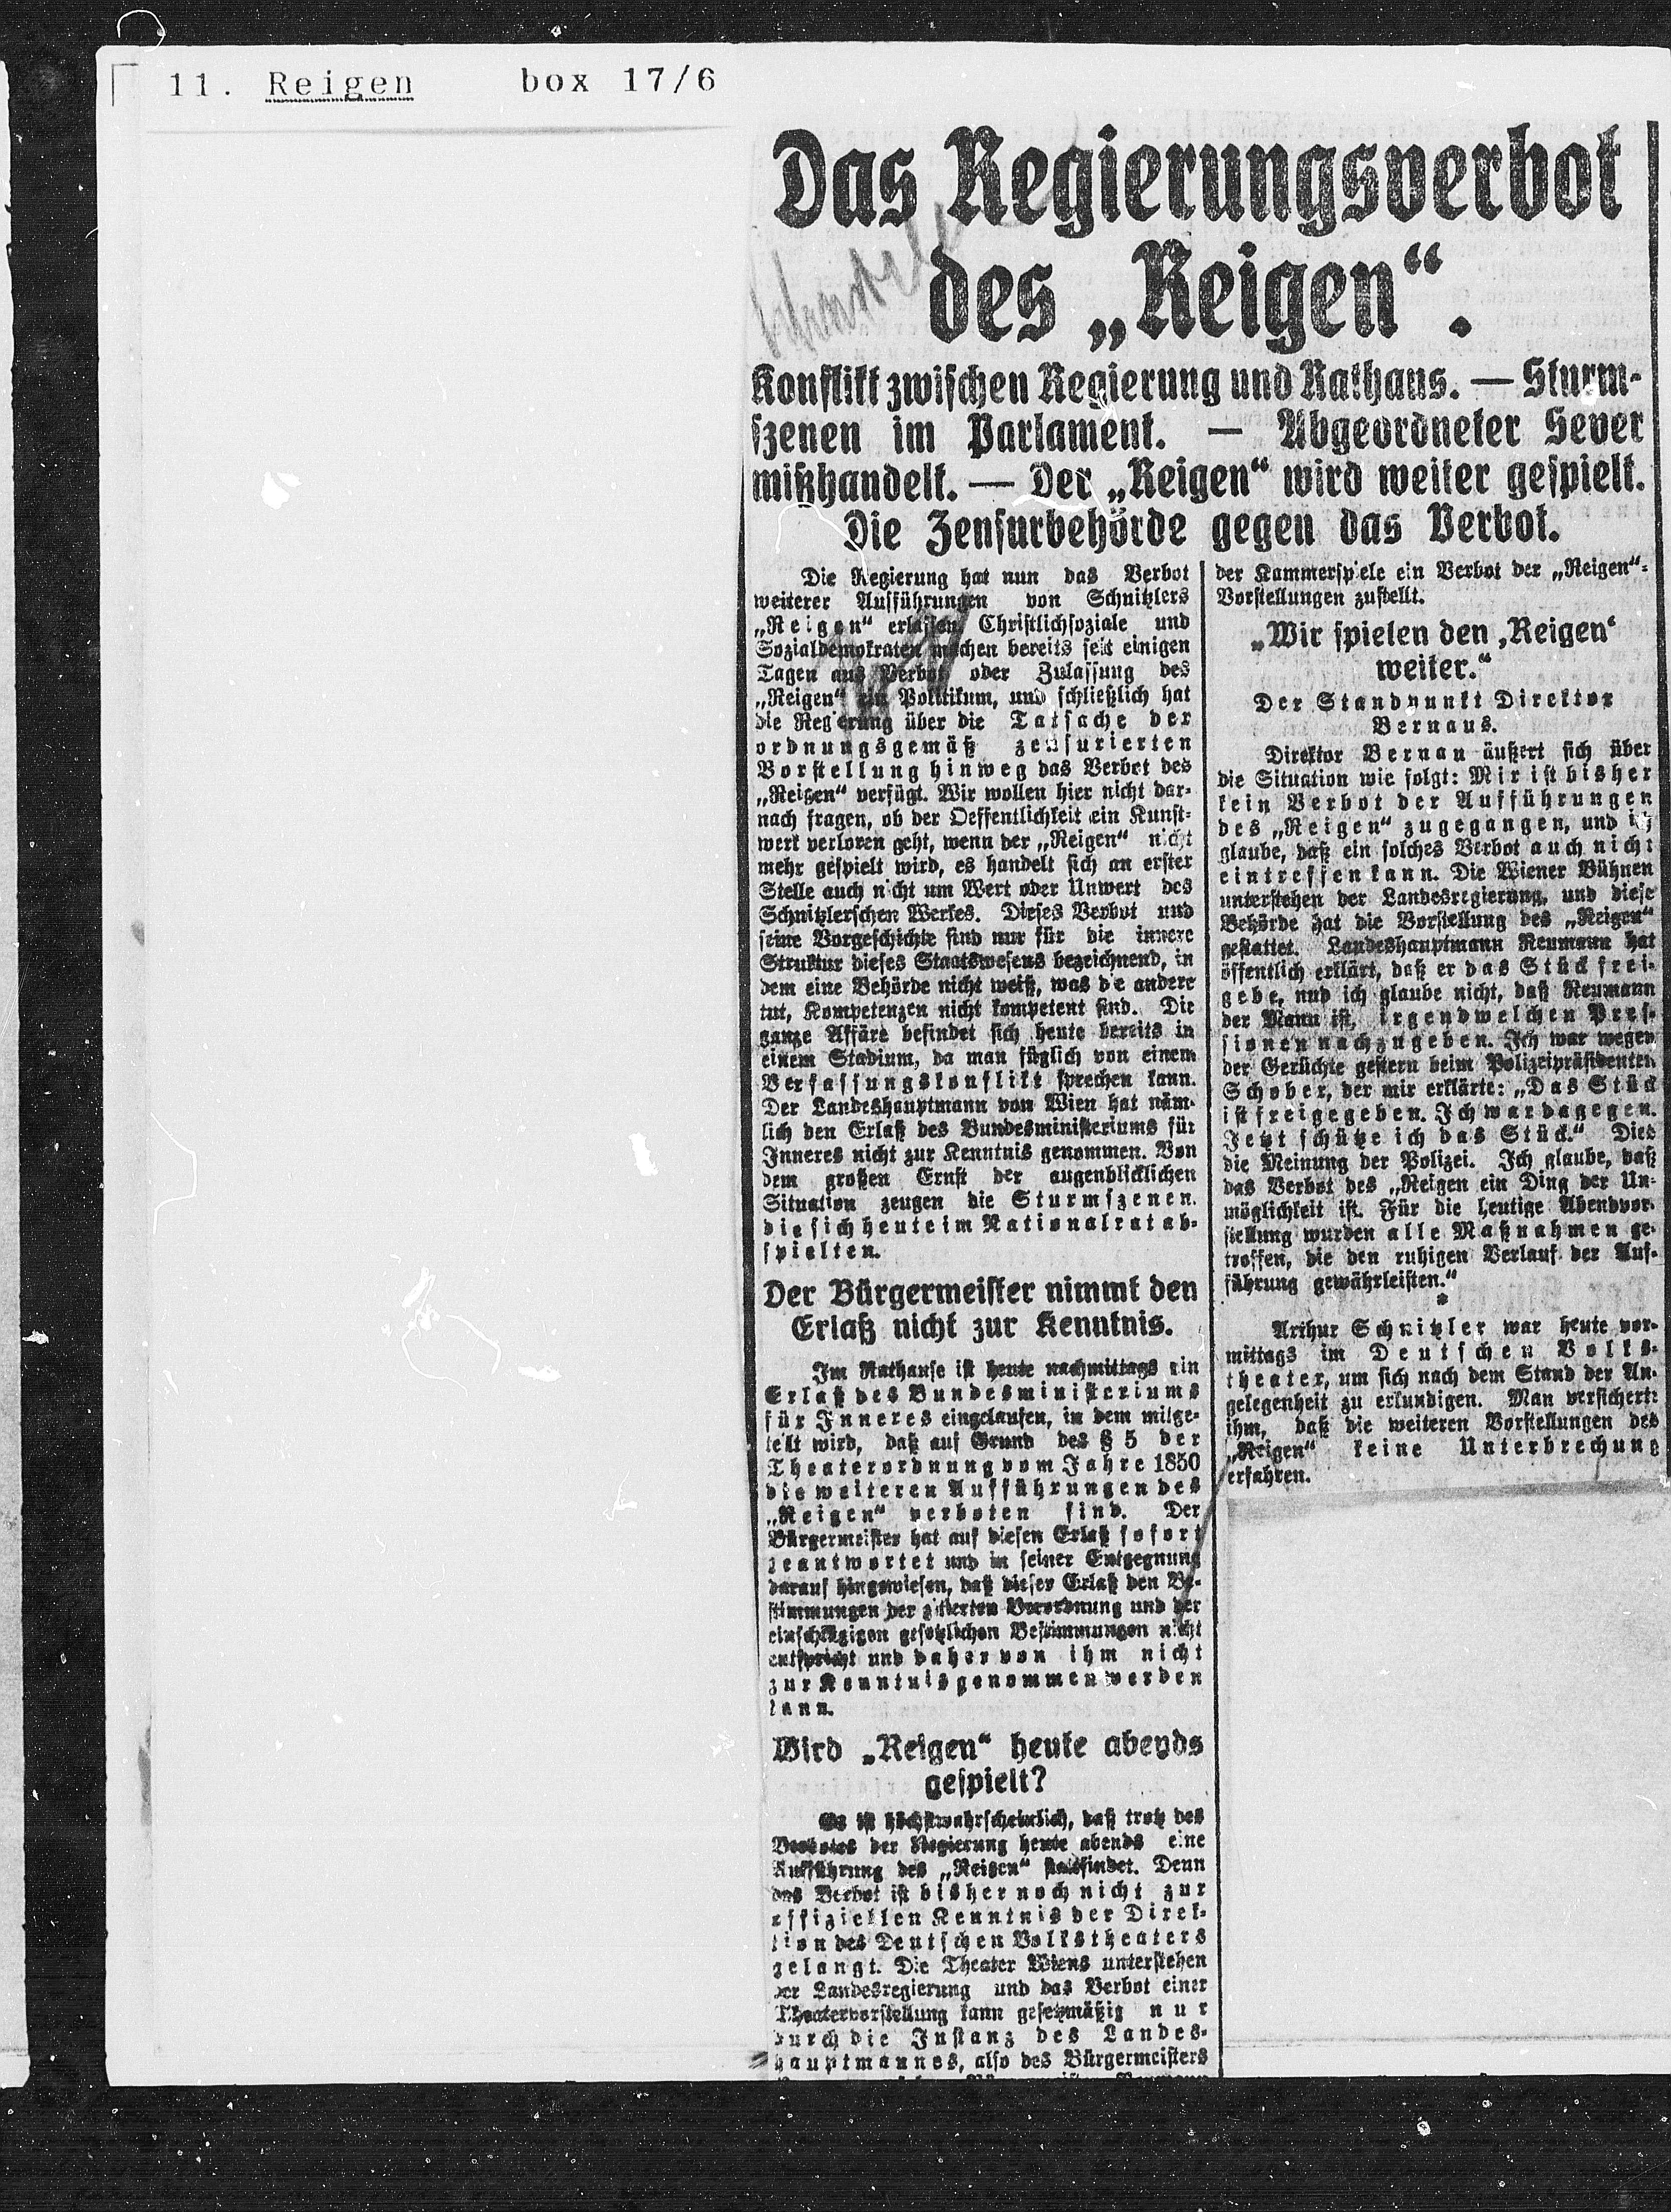 11. Reigen box 17/6
Das Regierungsverbot
des „Reigen“.
Konflikt zwischen Regierung und Rathaus. — Sturm-
szenen im Parlament. — Abgeordneter Sever
mißhandelt. — Der „Reigen“ wird weiter gespielt.
Die Zensurbehörde gegen das Verbot.
Die Regierung hat nun das Verbot
weiterer Aufführungen von Schnitzlers
„Reigen“ erlassen. Christlichsoziale und
Sozialdemokraten machen bereits seit einigen
Tagen aus Verbot oder Zulassung des
„Reigen“ ein Politikum, und schließlich hat
die Regierung über die Tatsache der
ordnungsgemäß zensurierten
Vorstellung hinweg das Verbot des
„Reigen“ verfügt. Wir wollen hier nicht dar-
nach fragen, ob der Oeffentlichkeit ein Kunst-
werk verloren geht, wenn der „Reigen“ nicht
mehr gespielt wird, es handelt sich an erster
Stelle auch nicht um Wert oder Unwert des
Schnitzlerschen Werkes. Dieses Verbot und
seine Vorgeschichte sind nur für die innere
Struktur dieses Staatswesens bezeichnend, in
dem eine Behörde nicht weiß, was die andere
tut, Kompetenzen nicht kompetent sind. Die
ganze Affäre befindet sich heute bereits in
einem Stadium, da man füglich von einem
Verfassungskonflikt sprechen kann.
Der Landeshauptmann von Wien hat näm-
lich den Erlaß des Bundesministeriums für
Inneres nicht zur Kenntnis genommen. Von
dem großen Ernst der augenblicklichen
Situation zeugen die Sturmszenen,
die sich heute im Nationalrat ab-
spielten.
Der Bürgermeister nimmt den
Erlaß nicht zur Kenntnis.
Im Rathause ist heute nachmittags ein
Erlaß des Bundesministeriums
für Inneres eingelaufen, in dem mitge-
teilt wird, daß auf Grund des § 5 der
Theaterordnung vom Jahre 1850
die weiteren Aufführungen des
„Reigen“ verboten sind. Der
Bürgermeister hat auf diesen Erlaß sofort
geantwortet und in seiner Entgegnung
darauf hingewiesen, daß dieser Erlaß den Be-
stimmungen der zitierten Verordnung und der
einschlägigen gesetzlichen Bestimmungen nicht
entspricht und daher von ihm nicht
zur Kenntnis genommen werden
kann.
Wird „Reigen“ heute abends
gespielt?
Es ist höchstwahrscheinlich, daß trotz des
Verbotes der Regierung heute abends eine
Aufführung des „Reigen“ stattfindet. Denn
das Verbot ist bisher noch nicht zur
offiziellen Kenntnis der Direk-
tion des Deutschen Volkstheaters
gelangt. Die Theater Wiens unterstehen
der Landesregierung und das Verbot einer
Theatervorstellung kann gesetzmäßig nur
durch die Instanz des Landes-
hauptmannes, also des Bürgermeisters
der Kammerspiele ein Verbot der „Reigen“-
Vorstellungen zustellt.
„Wir spielen den ‚Reigen‘
weiter.“
Der Standpunkt Direktor
Bernaus.
Direktor Bernau äußert sich über
die Situation wie folgt: Mir ist bisher
kein Verbot der Aufführungen
des „Reigen“ zugegangen, und ich
glaube, daß ein solches Verbot auch nicht
eintreffen kann. Die Wiener Bühnen
unterstehen der Landesregierung, und diese
Behörde hat die Vorstellung des „Reigen“
gestattet. Landeshauptmann Reumann hat
öffentlich erklärt, daß er das Stück frei-
gebe, und ich glaube nicht, daß Reumann
der Mann ist, irgendwelchen Pres-
sionen nachzugeben. Ich war wegen
der Gerüchte gestern beim Polizeipräsidenten
Schober, der mir erklärte: „Das Stück
ist freigegeben. Ich war dagegen.
Jetzt schütze ich das Stück.“ Dies
die Meinung der Polizei. Ich glaube, daß
das Verbot des „Reigen ein Ding der Un-
möglichkeit ist. Für die heutige Abendvor-
stellung wurden alle Maßnahmen ge-
troffen, die den ruhigen Verlauf der Auf-
führung gewährleisten.“
*
Arthur Schnitzler war heute vor-
mittags im Deutschen Volks-
theater, um sich nach dem Stand der An-
gelegenheit zu erkundigen. Man versicherte
ihm, daß die weiteren Vorstellungen des
„Reigen“ keine Unterbrechung
erfahren.